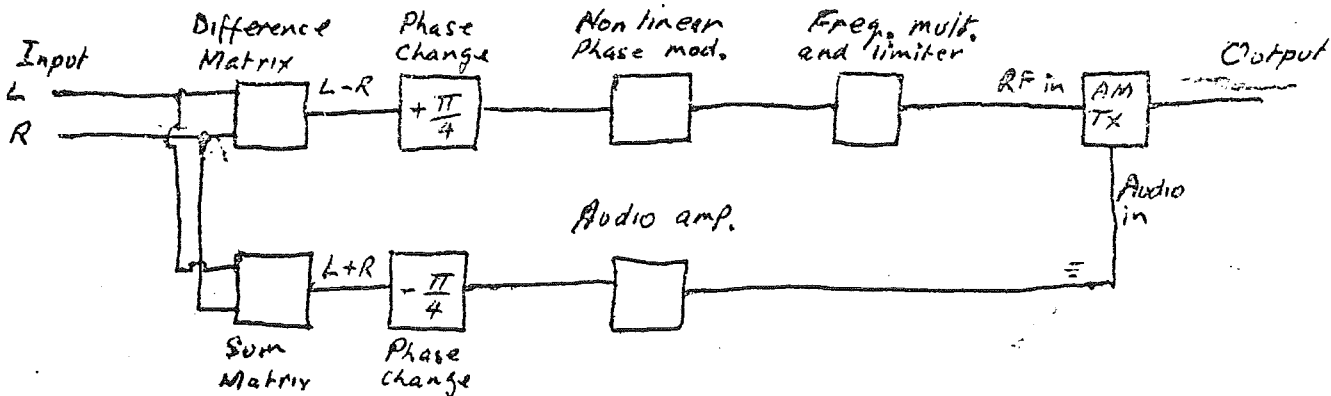 Input
L
R
Difference
Matrix
L-R
Phase
Change
+ π/4
Non linear
Phase mod.
Freq. mult.
and limiter
RF in
AM
TX
Output
Audio
in
Audio amp.
L+R
- π/4
Sum
Matrix
Phase
Change